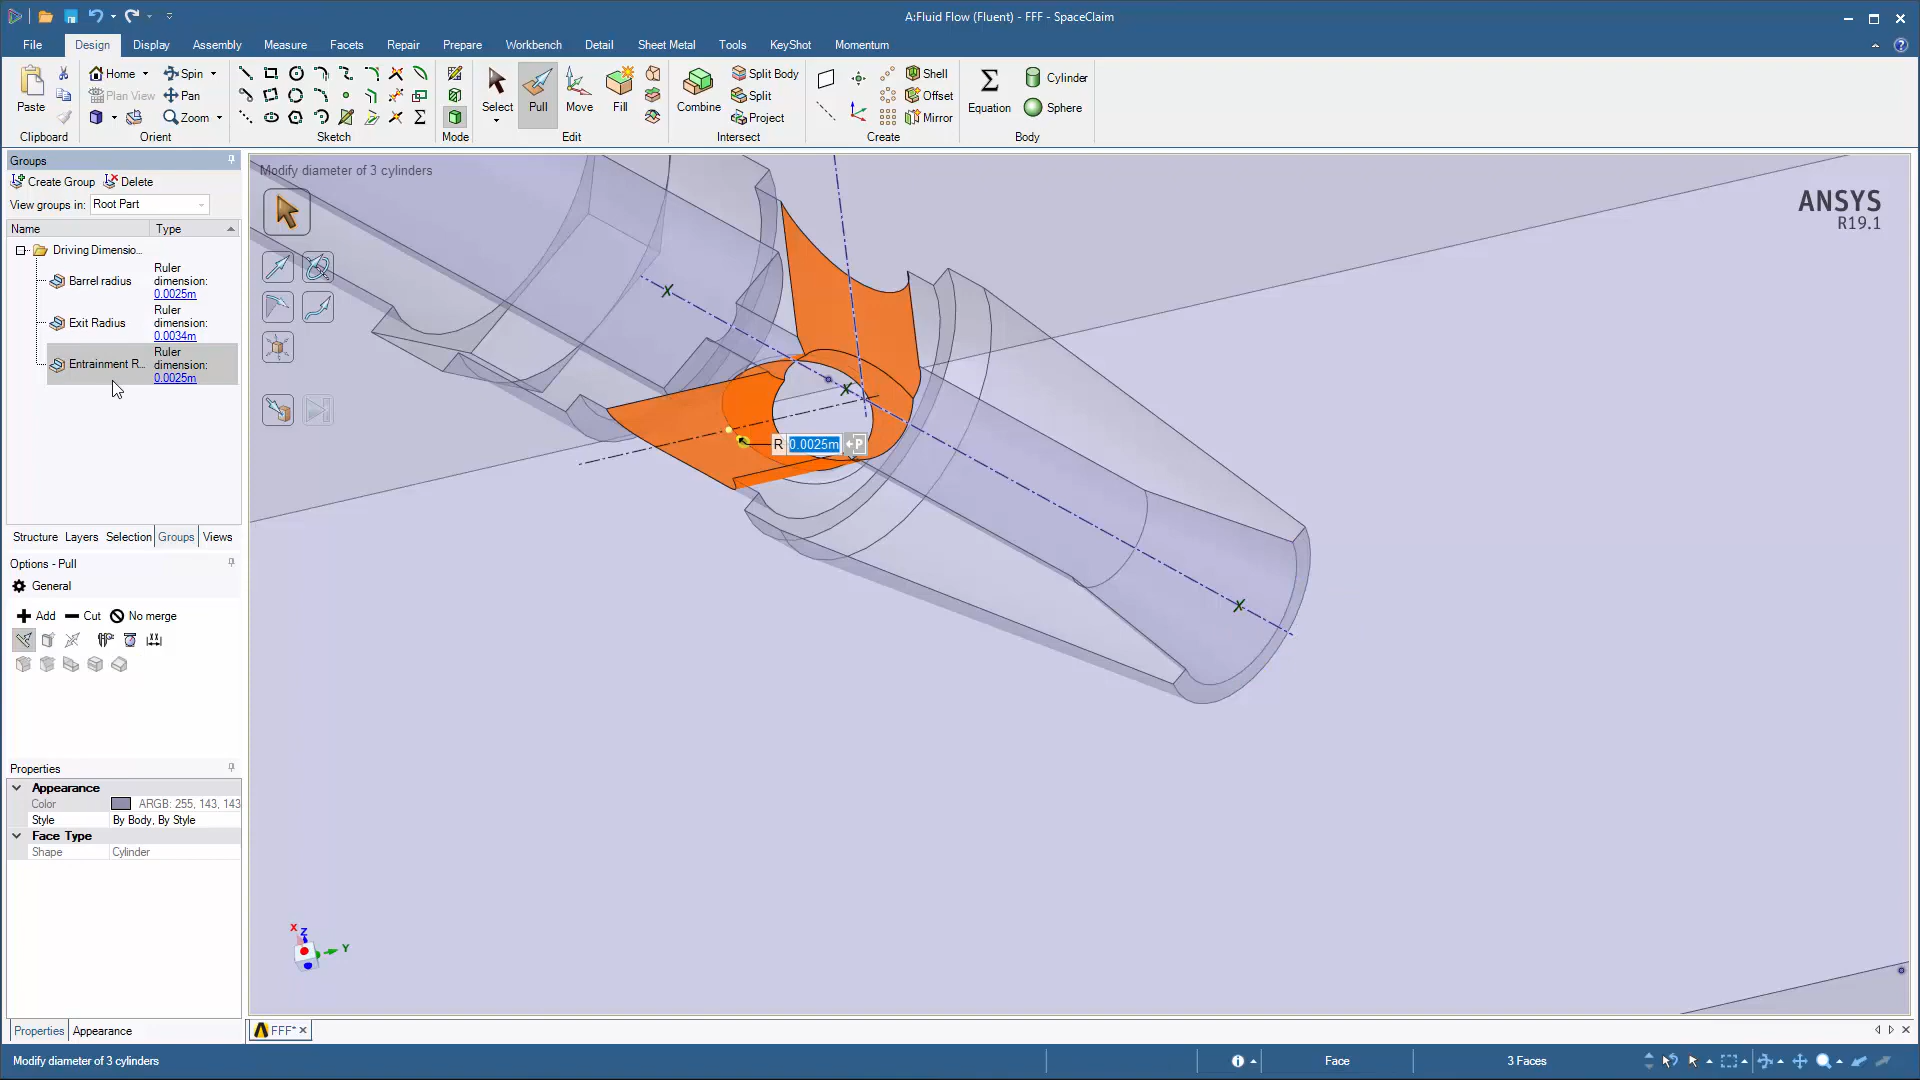 A:Fluid Flow (Fluent) - FFF - SpaceClaim
File Design Display Assembly Measure Facets Repair Prepare Workbench Detail Sheet Metal Tools KeyShot Momentum
Paste
Clipboard
Home Spin
Plan View Pan
Zoom
Orient
Sketch
Mode
Select Pull Move Fill
Edit
Combine
Split Body
Split
Project
Intersect
Shell
Offset
Mirror
Create
Equation
Cylinder
Sphere
Body
Groups
Create Group Delete
View groups in: Root Part
Name Type
Driving Dimensio...
Barrel radius Ruler dimension: 0.0025m
Exit Radius Ruler dimension: 0.0034m
Entrainment R... Ruler dimension: 0.0025m
Structure Layers Selection Groups Views
Options - Pull
General
Add Cut No merge
Properties
Appearance
Color ARGB: 255, 143, 143
Style By Body, By Style
Face Type
Shape Cylinder
Properties Appearance
Modify diameter of 3 cylinders
ANSYS
R19.1
R 0.0025m P
X Z Y
FFF*
Modify diameter of 3 cylinders
Face
3 Faces